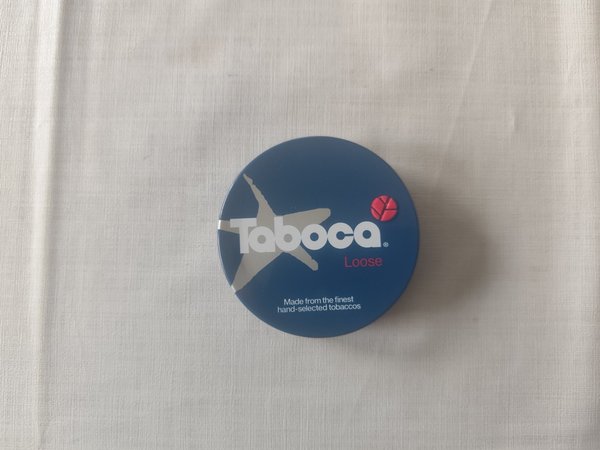 Taboca®
Loose
Made from the finest
hand-selected tobaccos